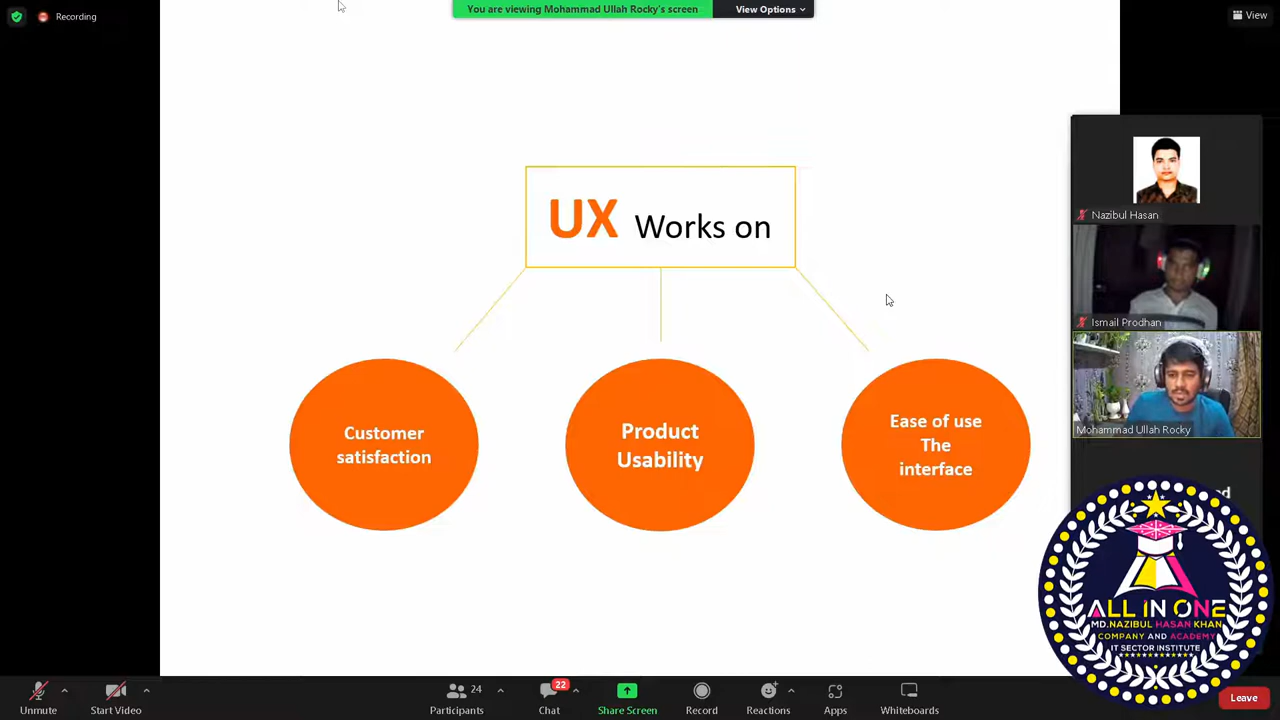 Recording
You are viewing Mohammad Ullah Rocky's screen
View Options
View
UX Works on
Customer
satisfaction
Product
Usability
Ease of use
The
interface
Nazibul Hasan
Ismail Prodhan
Mohammad Ullah Rocky
ALL IN ONE
MD.NAZIBUL HASAN KHAN
COMPANY AND ACADEMY
IT SECTOR INSTITUTE
Unmute
Start Video
24
Participants
22
Chat
Share Screen
Record
Reactions
Apps
Whiteboards
Leave